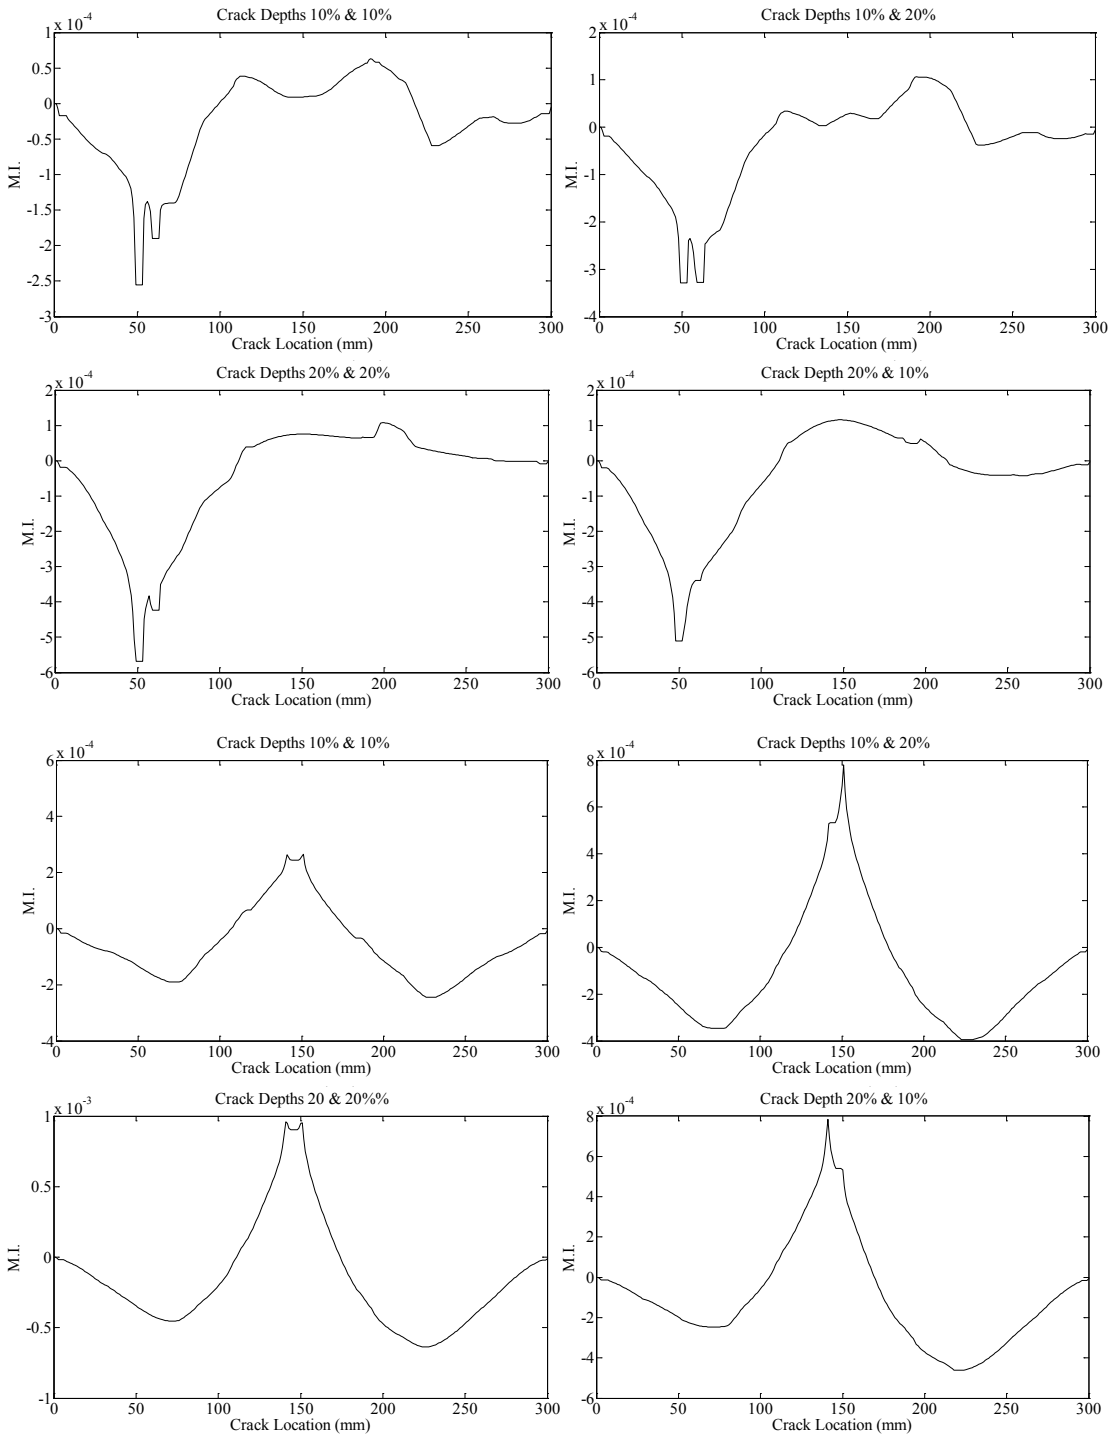 Crack Depths 10% & 10%
x 10-4
1
0.5
0
-0.5
-1
-1.5
-2
-2.5
-3
M.I.
0 50 100 150 200 250 300
Crack Location (mm)
Crack Depths 10% & 20%
x 10-4
2
1
0
-1
-2
-3
-4
M.I.
0 50 100 150 200 250 300
Crack Location (mm)
Crack Depths 20% & 20%
x 10-4
2
1
0
-1
-2
-3
-4
-5
-6
M.I.
0 50 100 150 200 250 300
Crack Location (mm)
Crack Depth 20% & 10%
x 10-4
2
1
0
-1
-2
-3
-4
-5
-6
M.I.
0 50 100 150 200 250 300
Crack Location (mm)
Crack Depths 10% & 10%
x 10-4
6
4
2
0
-2
-4
M.I.
0 50 100 150 200 250 300
Crack Location (mm)
Crack Depths 10% & 20%
x 10-4
8
6
4
2
0
-2
-4
M.I.
0 50 100 150 200 250 300
Crack Location (mm)
Crack Depths 20 & 20%%
x 10-3
1
0.5
0
-0.5
-1
M.I.
0 50 100 150 200 250 300
Crack Location (mm)
Crack Depth 20% & 10%
x 10-4
8
6
4
2
0
-2
-4
-6
M.I.
0 50 100 150 200 250 300
Crack Location (mm)